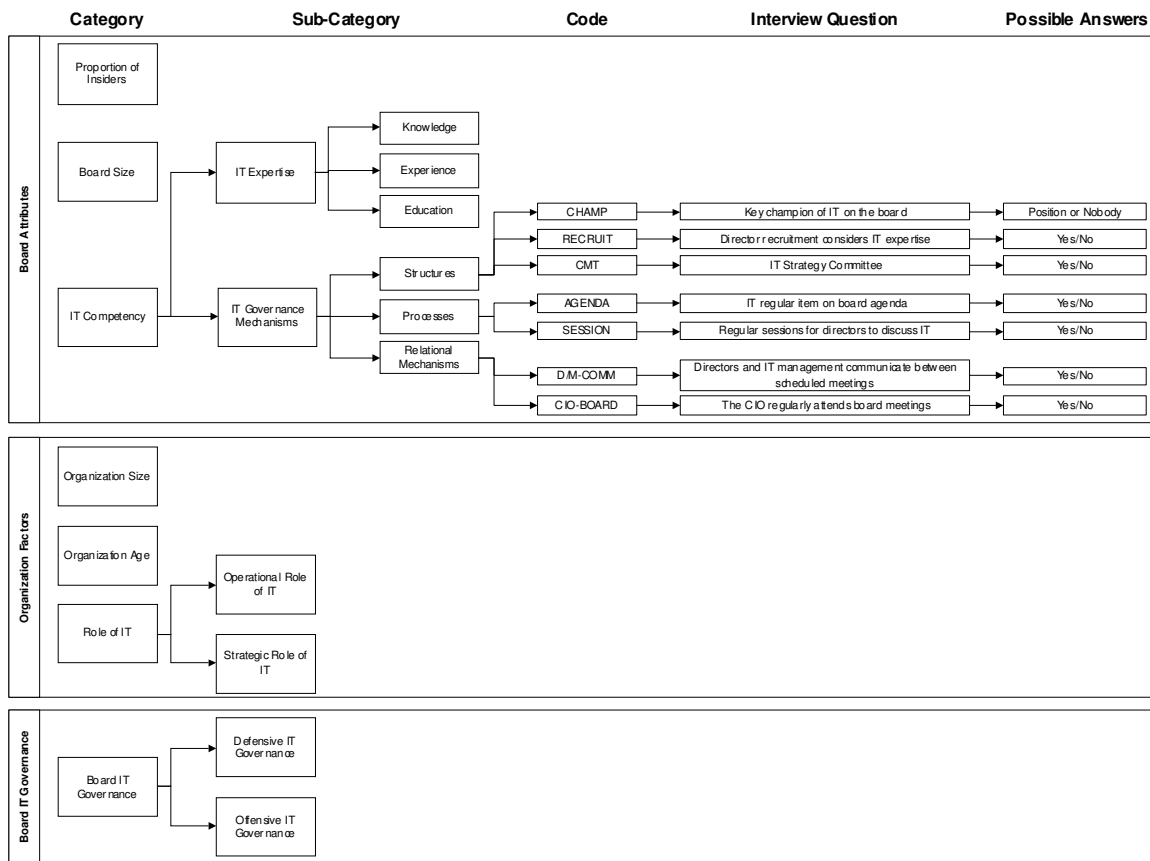 Category
Sub-Category
Code
Interview Question
Possible Answers
Board Attributes
Proportion of
Insiders
Board Size
IT Competency
IT Expertise
IT Governance
Mechanisms
Knowledge
Experience
Education
Structures
Processes
Relational
Mechanisms
CHAMP
Key champion of IT on the board
Position or Nobody
RECRUIT
Director recruitment considers IT expertise
Yes/No
CMT
IT Strategy Committee
Yes/No
AGENDA
IT regular item on board agenda
Yes/No
SESSION
Regular sessions for directors to discuss IT
Yes/No
D/M-COMM
Directors and IT management communicate between
scheduled meetings
Yes/No
CIO-BOARD
The CIO regularly attends board meetings
Yes/No
Organization Factors
Organization Size
Organization Age
Role of IT
Operational Role
of IT
Strategic Role of
IT
Board IT Governance
Board IT
Governance
Defensive IT
Governance
Offensive IT
Governance